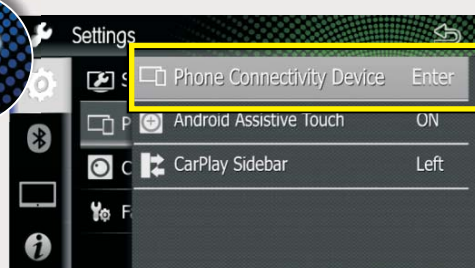 Settings
Phone Connectivity Device Enter
Android Assistive Touch ON
CarPlay Sidebar Left